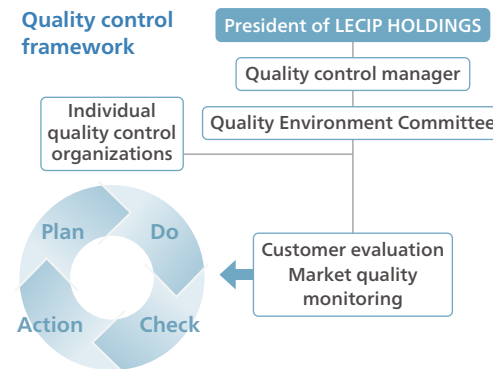 Quality control
framework
President of LECIP HOLDINGS
Quality control manager
Individual
quality control
organizations
Quality Environment Committee
Plan
Do
Action
Check
Customer evaluation
Market quality
monitoring